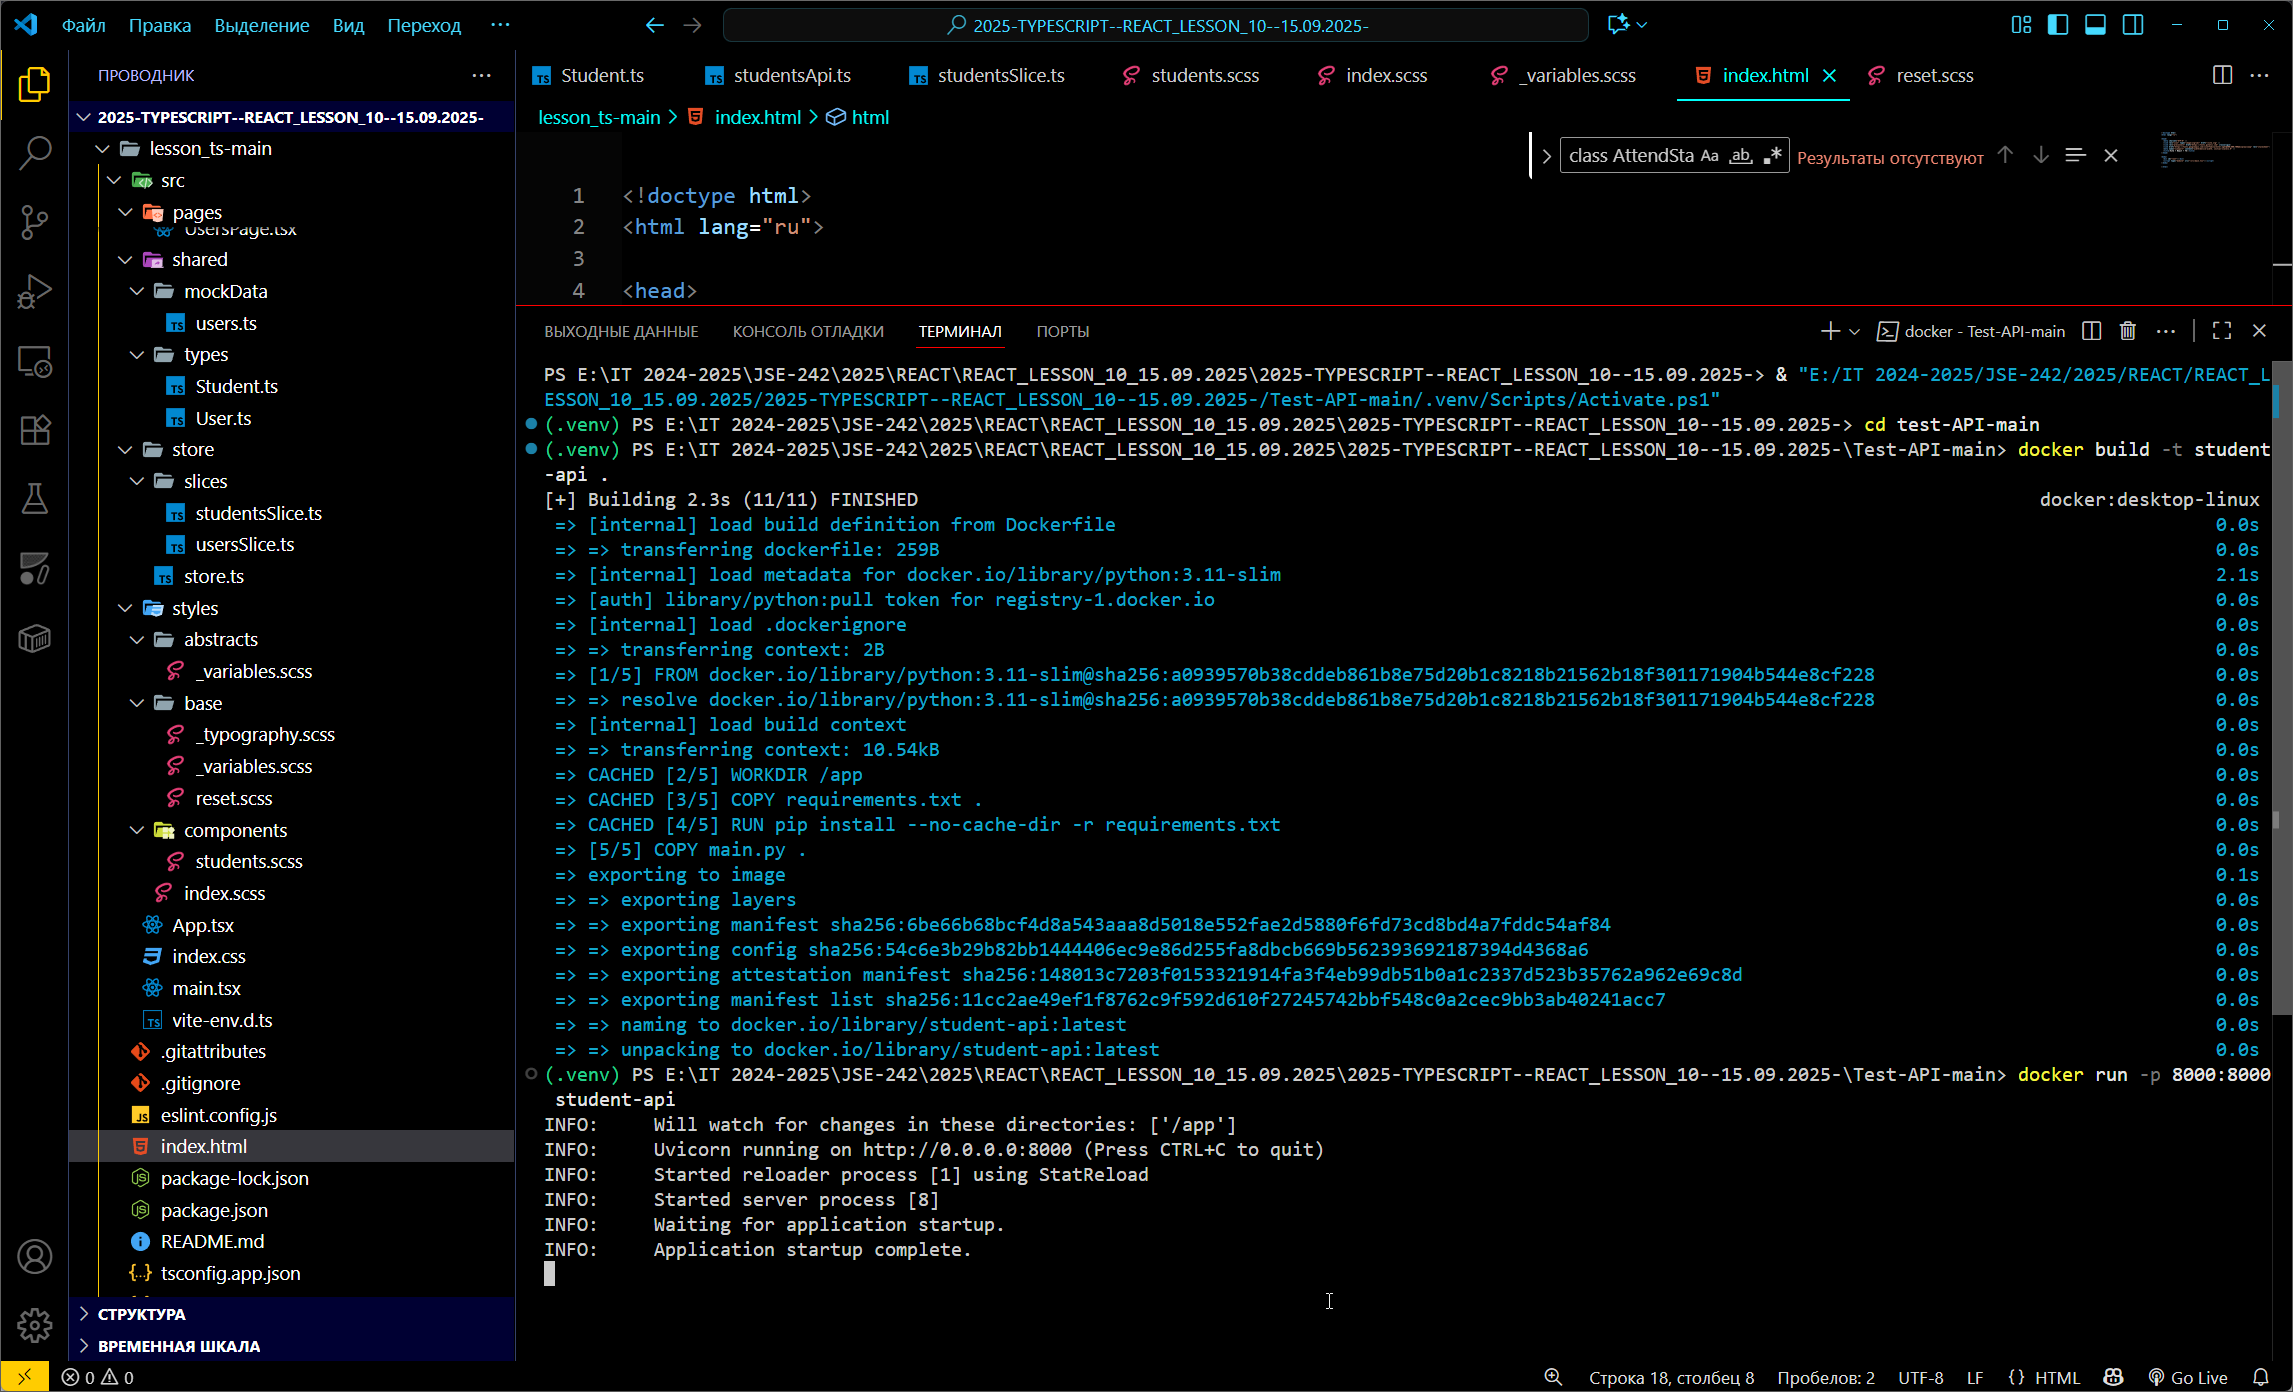 Файл Правка Выделение Вид Переход ··· 2025-TYPESCRIPT--REACT_LESSON_10--15.09.2025-
ПРОВОДНИК ···
2025-TYPESCRIPT--REACT_LESSON_10--15.09.2025-
lesson_ts-main
src
pages
UsersPage.tsx
shared
mockData
users.ts
types
Student.ts
User.ts
store
slices
studentsSlice.ts
usersSlice.ts
store.ts
styles
abstracts
_variables.scss
base
_typography.scss
_variables.scss
reset.scss
components
students.scss
index.scss
App.tsx
index.css
main.tsx
vite-env.d.ts
.gitattributes
.gitignore
eslint.config.js
index.html
package-lock.json
package.json
README.md
tsconfig.app.json
СТРУКТУРА
ВРЕМЕННАЯ ШКАЛА
Student.ts studentsApi.ts studentsSlice.ts students.scss index.scss _variables.scss index.html reset.scss
lesson_ts-main > index.html > html
class AttendSta Aa ab .* Результаты отсутствуют
1 <!doctype html>
2 <html lang="ru">
3
4 <head>
ВЫХОДНЫЕ ДАННЫЕ КОНСОЛЬ ОТЛАДКИ ТЕРМИНАЛ ПОРТЫ docker - Test-API-main
PS E:\IT 2024-2025\JSE-242\2025\REACT\REACT_LESSON_10_15.09.2025\2025-TYPESCRIPT--REACT_LESSON_10--15.09.2025-> & "E:/IT 2024-2025/JSE-242/2025/REACT/REACT_L
ESSON_10_15.09.2025/2025-TYPESCRIPT--REACT_LESSON_10--15.09.2025-/Test-API-main/.venv/Scripts/Activate.ps1"
(.venv) PS E:\IT 2024-2025\JSE-242\2025\REACT\REACT_LESSON_10_15.09.2025\2025-TYPESCRIPT--REACT_LESSON_10--15.09.2025-> cd test-API-main
(.venv) PS E:\IT 2024-2025\JSE-242\2025\REACT\REACT_LESSON_10_15.09.2025\2025-TYPESCRIPT--REACT_LESSON_10--15.09.2025-\Test-API-main> docker build -t student
-api .
[+] Building 2.3s (11/11) FINISHED docker:desktop-linux
=> [internal] load build definition from Dockerfile 0.0s
=> => transferring dockerfile: 259B 0.0s
=> [internal] load metadata for docker.io/library/python:3.11-slim 2.1s
=> [auth] library/python:pull token for registry-1.docker.io 0.0s
=> [internal] load .dockerignore 0.0s
=> => transferring context: 2B 0.0s
=> [1/5] FROM docker.io/library/python:3.11-slim@sha256:a0939570b38cddeb861b8e75d20b1c8218b21562b18f301171904b544e8cf228 0.0s
=> => resolve docker.io/library/python:3.11-slim@sha256:a0939570b38cddeb861b8e75d20b1c8218b21562b18f301171904b544e8cf228 0.0s
=> [internal] load build context 0.0s
=> => transferring context: 10.54kB 0.0s
=> CACHED [2/5] WORKDIR /app 0.0s
=> CACHED [3/5] COPY requirements.txt . 0.0s
=> CACHED [4/5] RUN pip install --no-cache-dir -r requirements.txt 0.0s
=> [5/5] COPY main.py . 0.0s
=> exporting to image 0.1s
=> => exporting layers 0.0s
=> => exporting manifest sha256:6be66b68bcf4d8a543aaa8d5018e552fae2d5880f6fd73cd8bd4a7fddc54af84 0.0s
=> => exporting config sha256:54c6e3b29b82bb1444406ec9e86d255fa8dbcb669b562393692187394d4368a6 0.0s
=> => exporting attestation manifest sha256:148013c7203f0153321914fa3f4eb99db51b0a1c2337d523b35762a962e69c8d 0.0s
=> => exporting manifest list sha256:11cc2ae49ef1f8762c9f592d610f27245742bbf548c0a2cec9bb3ab40241acc7 0.0s
=> => naming to docker.io/library/student-api:latest 0.0s
=> => unpacking to docker.io/library/student-api:latest 0.0s
(.venv) PS E:\IT 2024-2025\JSE-242\2025\REACT\REACT_LESSON_10_15.09.2025\2025-TYPESCRIPT--REACT_LESSON_10--15.09.2025-\Test-API-main> docker run -p 8000:8000
student-api
INFO: Will watch for changes in these directories: ['/app']
INFO: Uvicorn running on http://0.0.0.0:8000 (Press CTRL+C to quit)
INFO: Started reloader process [1] using StatReload
INFO: Started server process [8]
INFO: Waiting for application startup.
INFO: Application startup complete.
0 0 Строка 18, столбец 8 Пробелов: 2 UTF-8 LF {} HTML Go Live